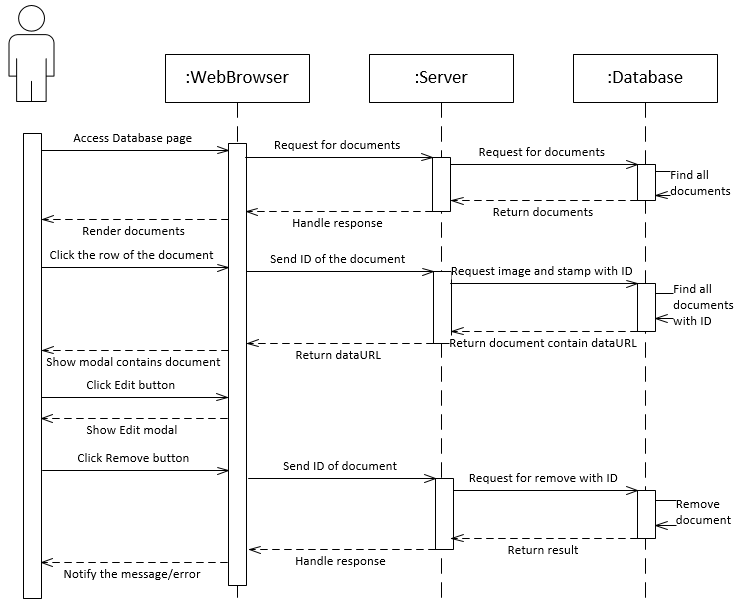 :WebBrowser
:Server
:Database
Access Database page
Request for documents
Request for documents
Find all
documents
Return documents
Handle response
Render documents
Click the row of the document
Send ID of the document
Request image and stamp with ID
Find all
documents
with ID
Return document contain dataURL
Return dataURL
Show modal contains document
Click Edit button
Show Edit modal
Click Remove button
Send ID of document
Request for remove with ID
Remove
document
Return result
Handle response
Notify the message/error